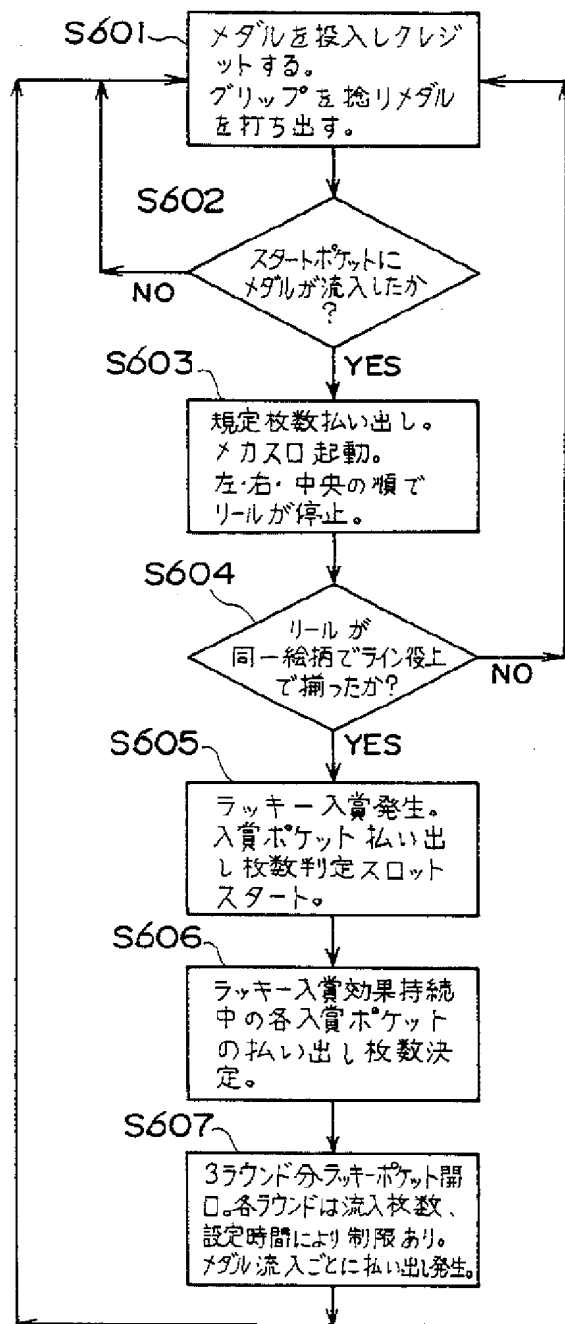 S601
メダルを投入しクレジ
ットする。
グリップを捻りメダル
を打ち出す。
S602
スタートポケットに
メダルが流入したか
?
NO
YES
S603
規定枚数払い出し。
メカスロ起動。
左・右・中央の順で
リールが停止。
S604
リールが
同一絵柄でライン役上
で揃ったか?
NO
YES
S605
ラッキー入賞発生。
入賞ポケット払い出
し枚数判定スロット
スタート。
S606
ラッキー入賞効果持続
中の各入賞ポケット
の払い出し枚数決
定。
S607
3ラウンド分ラッキーポケット開
口。各ラウンドは流入枚数、
設定時間により制限あり。
メダル流入ごとに払い出し発生。